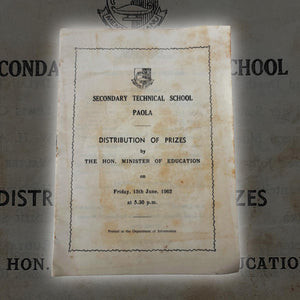 SECONDARY TECHNICAL SCHOOL
PAOLA
DISTRIBUTION OF PRIZES
by
THE HON. MINISTER OF EDUCATION
on
Friday, 15th June, 1962
at 5.30 p.m.
Printed at the Department of Information